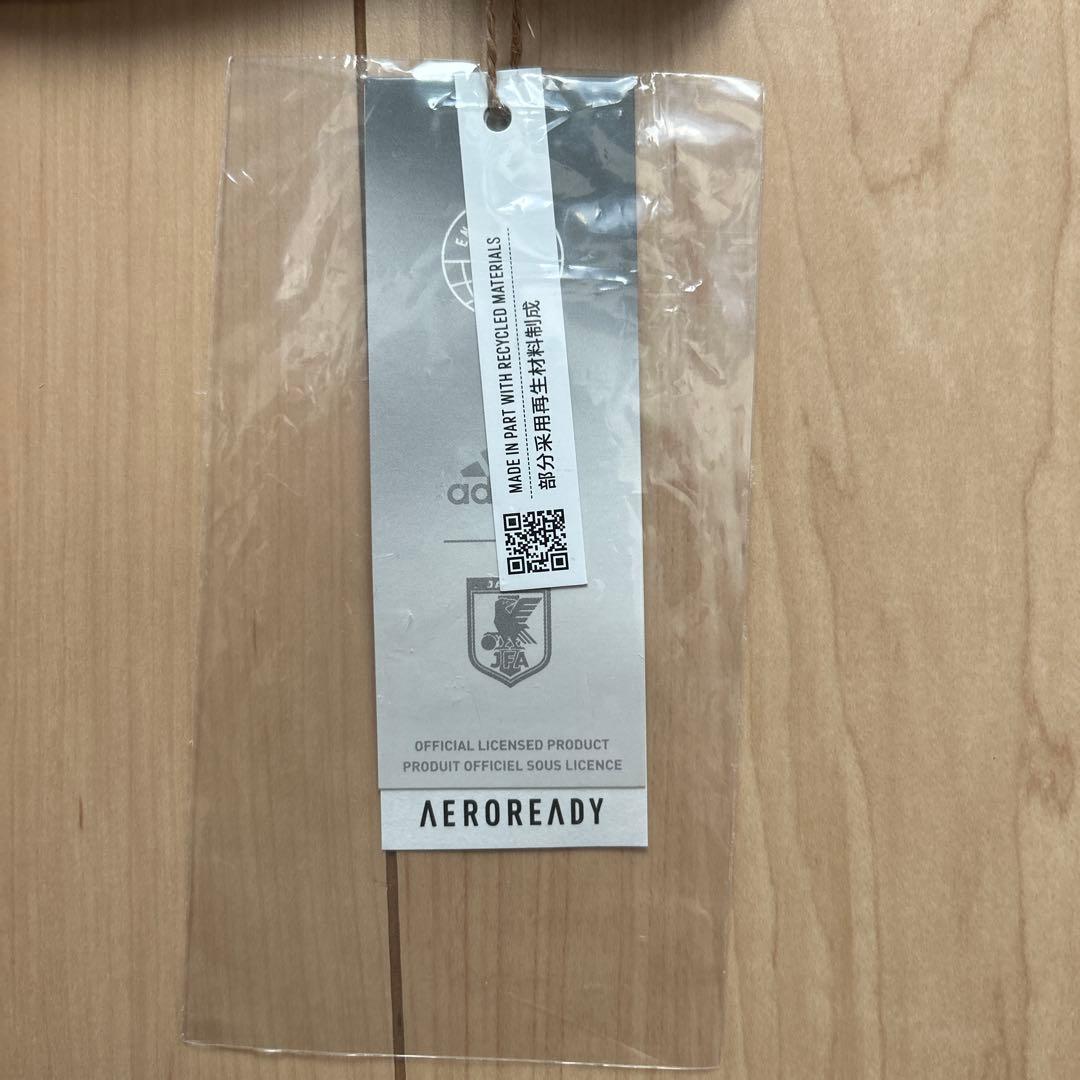 MADE IN PART WITH RECYCLED MATERIALS
部分采用再生材料制成
JFA
OFFICIAL LICENSED PRODUCT
PRODUIT OFFICIEL SOUS LICENCE
AEROREADY